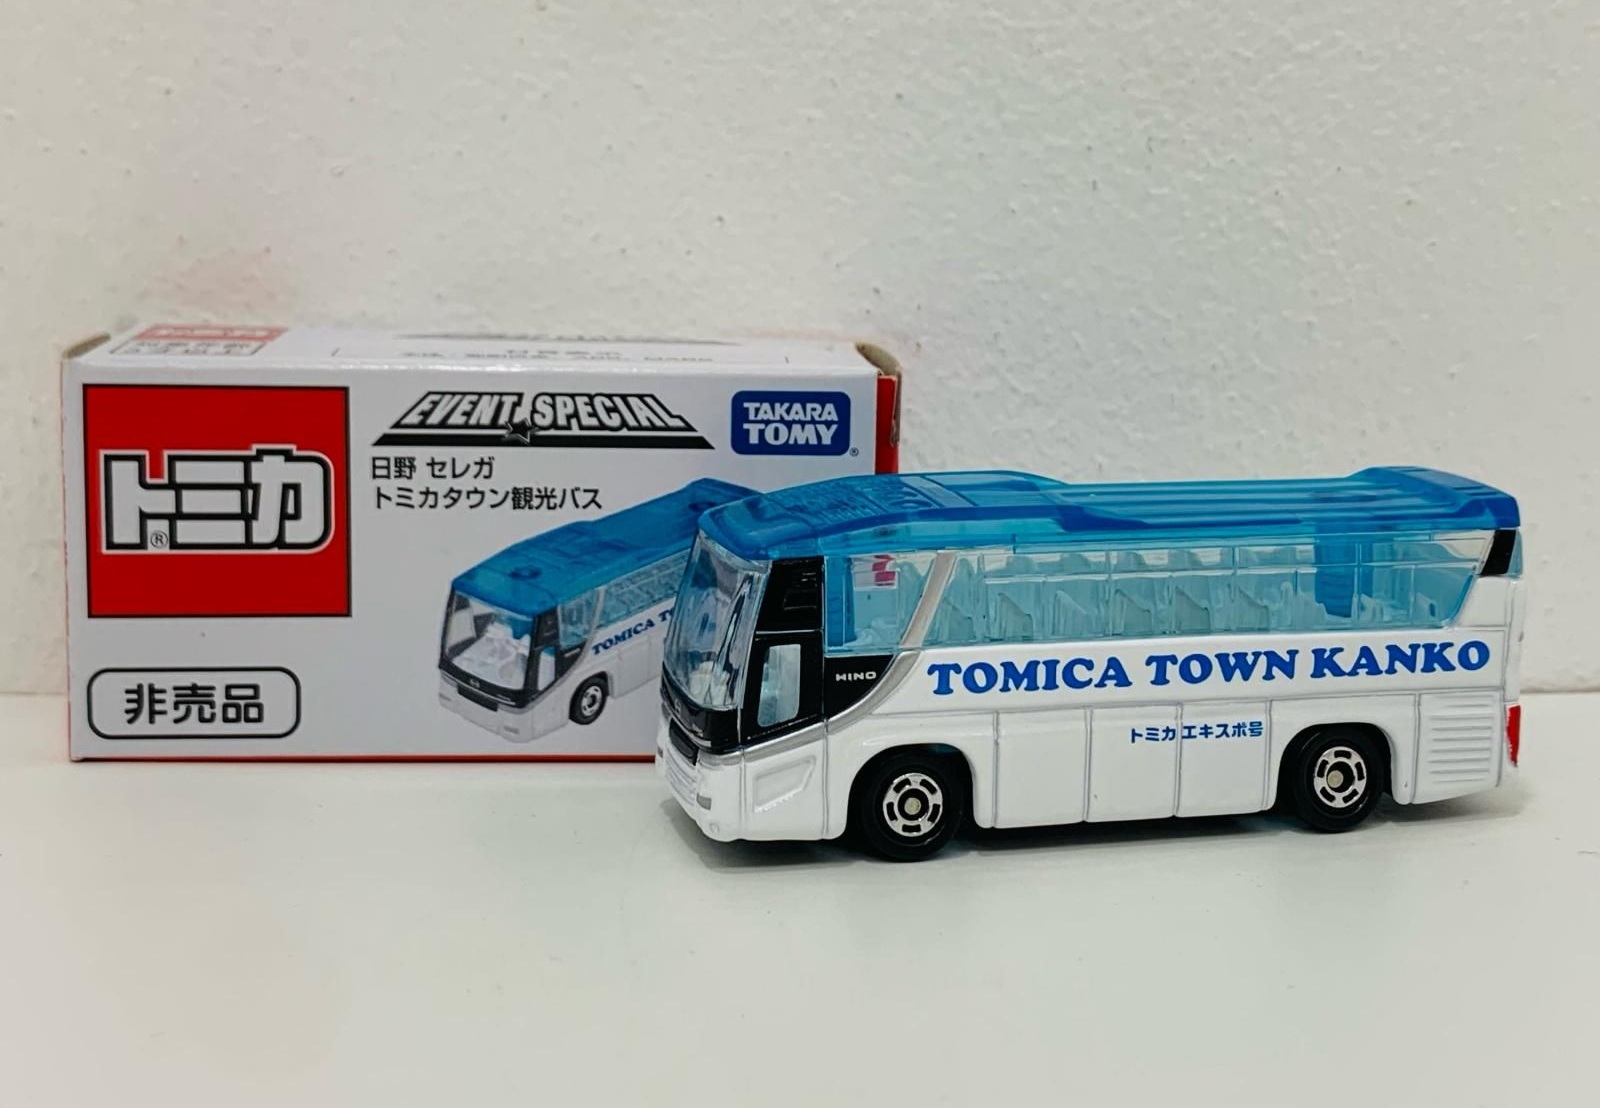 EVENT SPECIAL
TAKARA
TOMY
®
トミカ
®
日野 セレガ
トミカタウン観光バス
TOMICA T
非売品
HINO
TOMICA TOWN KANKO
トミカエキスポ号